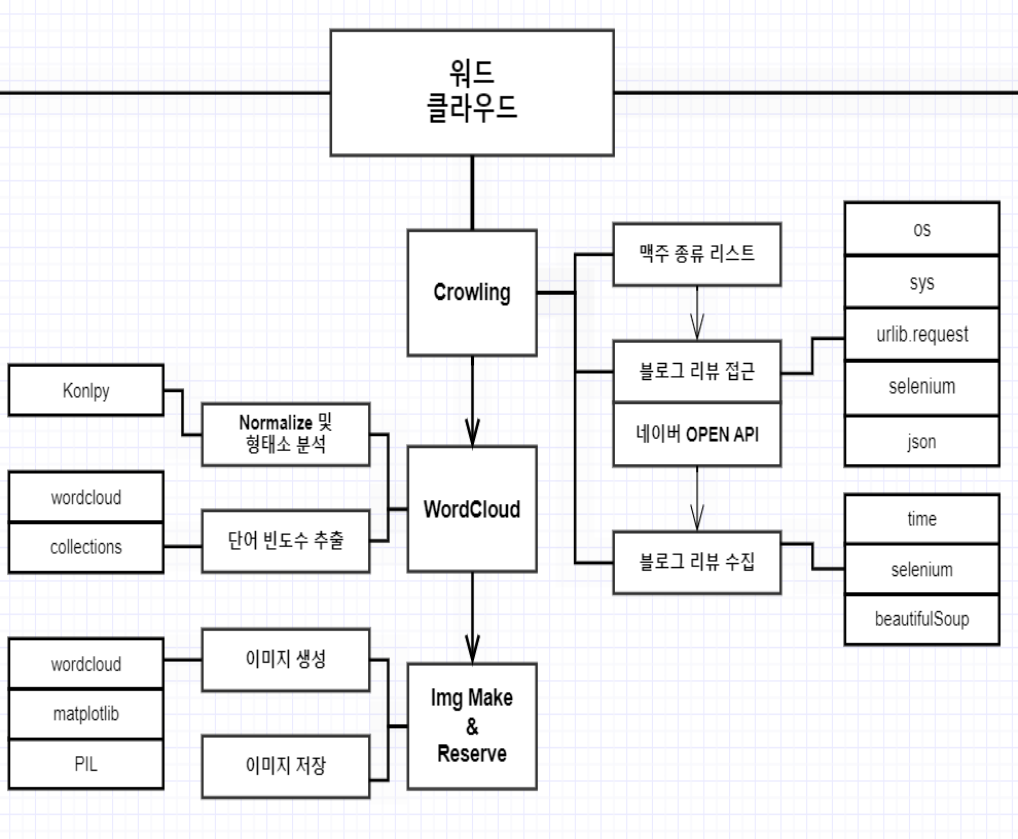 워드
클라우드
Crowling
맥주 종류 리스트
블로그 리뷰 접근
네이버 OPEN API
블로그 리뷰 수집
os
sys
urlib.request
selenium
json
time
selenium
beautifulSoup
WordCloud
Normalize 및
형태소 분석
단어 빈도수 추출
Konlpy
wordcloud
collections
Img Make
&
Reserve
이미지 생성
이미지 저장
wordcloud
matplotlib
PIL